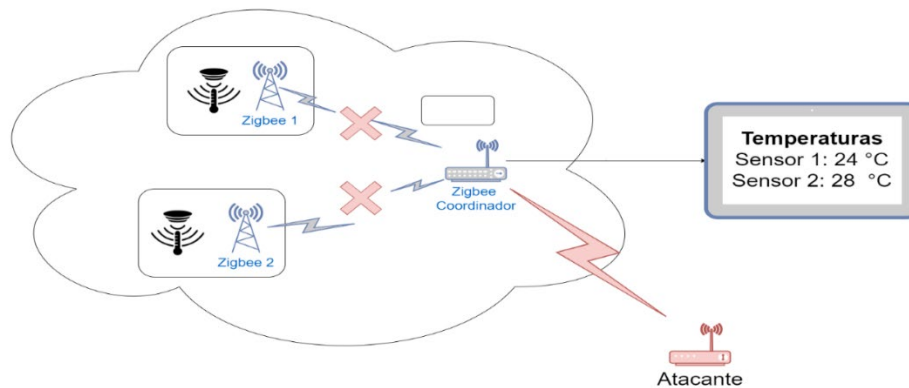 Zigbee 1
Temperaturas
Sensor 1: 24 °C
Sensor 2: 28 °C
Zigbee
Coordinador
Zigbee 2
Atacante